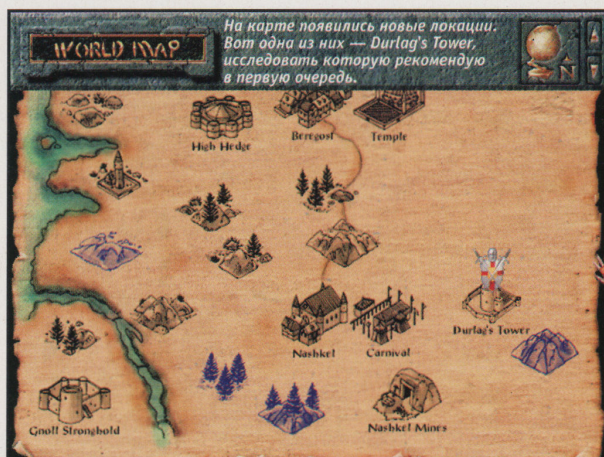 WORLD MAP
На карте появились новые локации.
Вот одна из них — Durlag's Tower,
исследовать которую рекомендую
в первую очередь.
N
High Hedge
Beregost
Temple
Nashkel
Carnival
Durlag's Tower
Gnoll Stronghold
Nashkel Mines